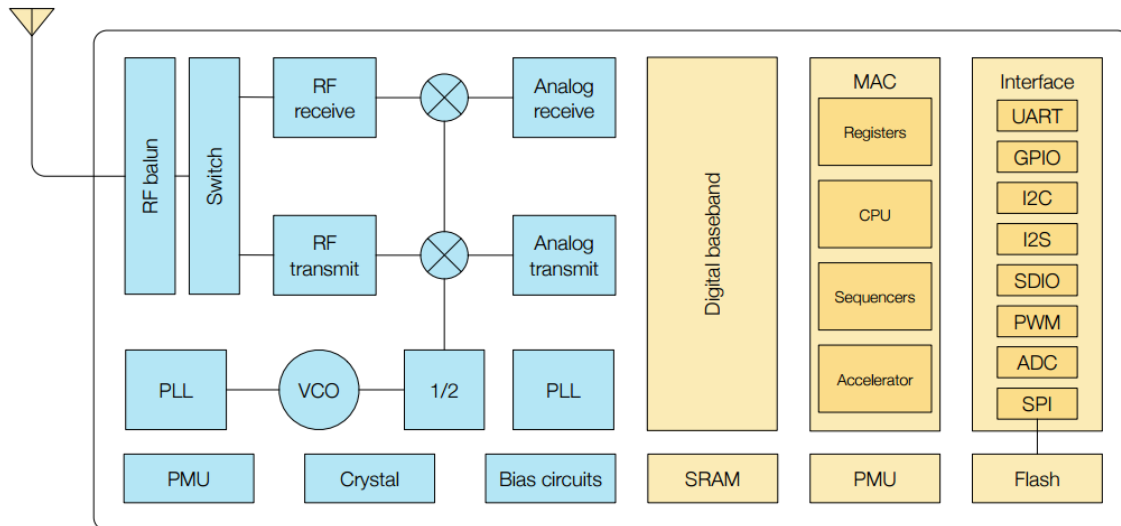 RF balun
Switch
RF
receive
Analog
receive
RF
transmit
Analog
transmit
PLL
VCO
1/2
PLL
PMU
Crystal
Bias circuits
Digital baseband
SRAM
MAC
Registers
CPU
Sequencers
Accelerator
PMU
Interface
UART
GPIO
I2C
I2S
SDIO
PWM
ADC
SPI
Flash